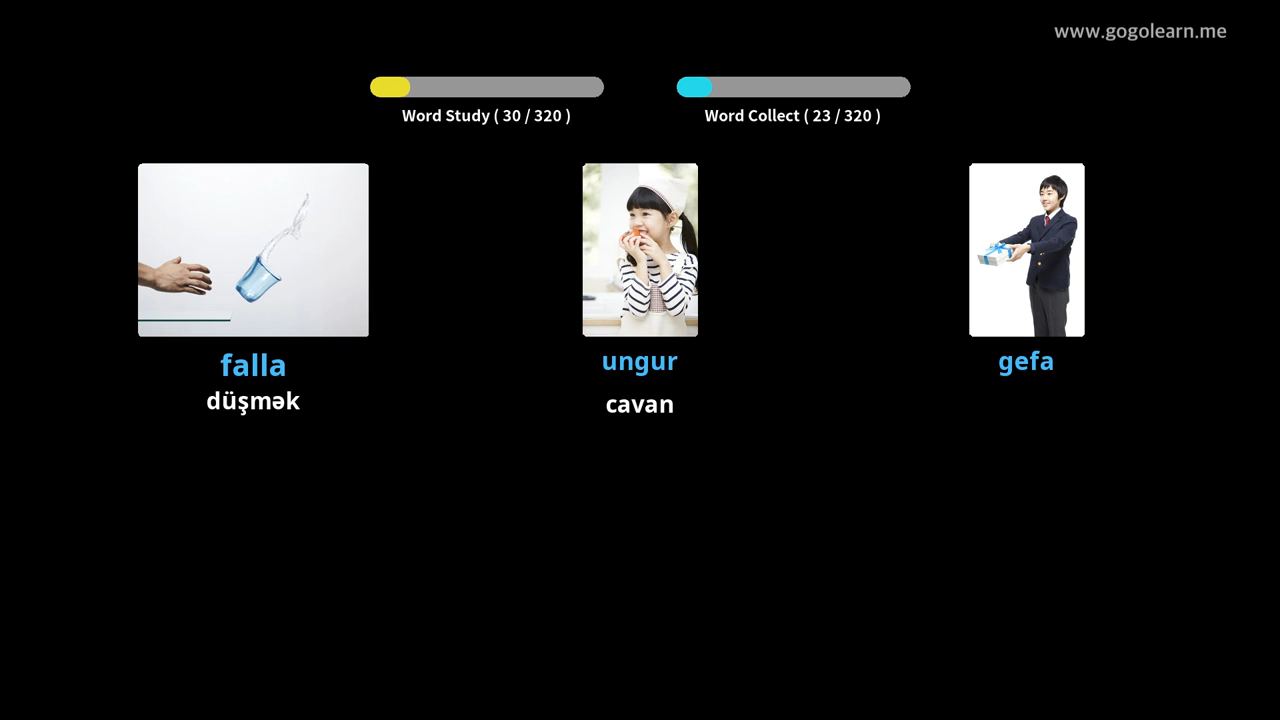 www.gogolearn.me
Word Study ( 30 / 320 )
Word Collect ( 23 / 320 )
falla
düşmək
ungur
cavan
gefa